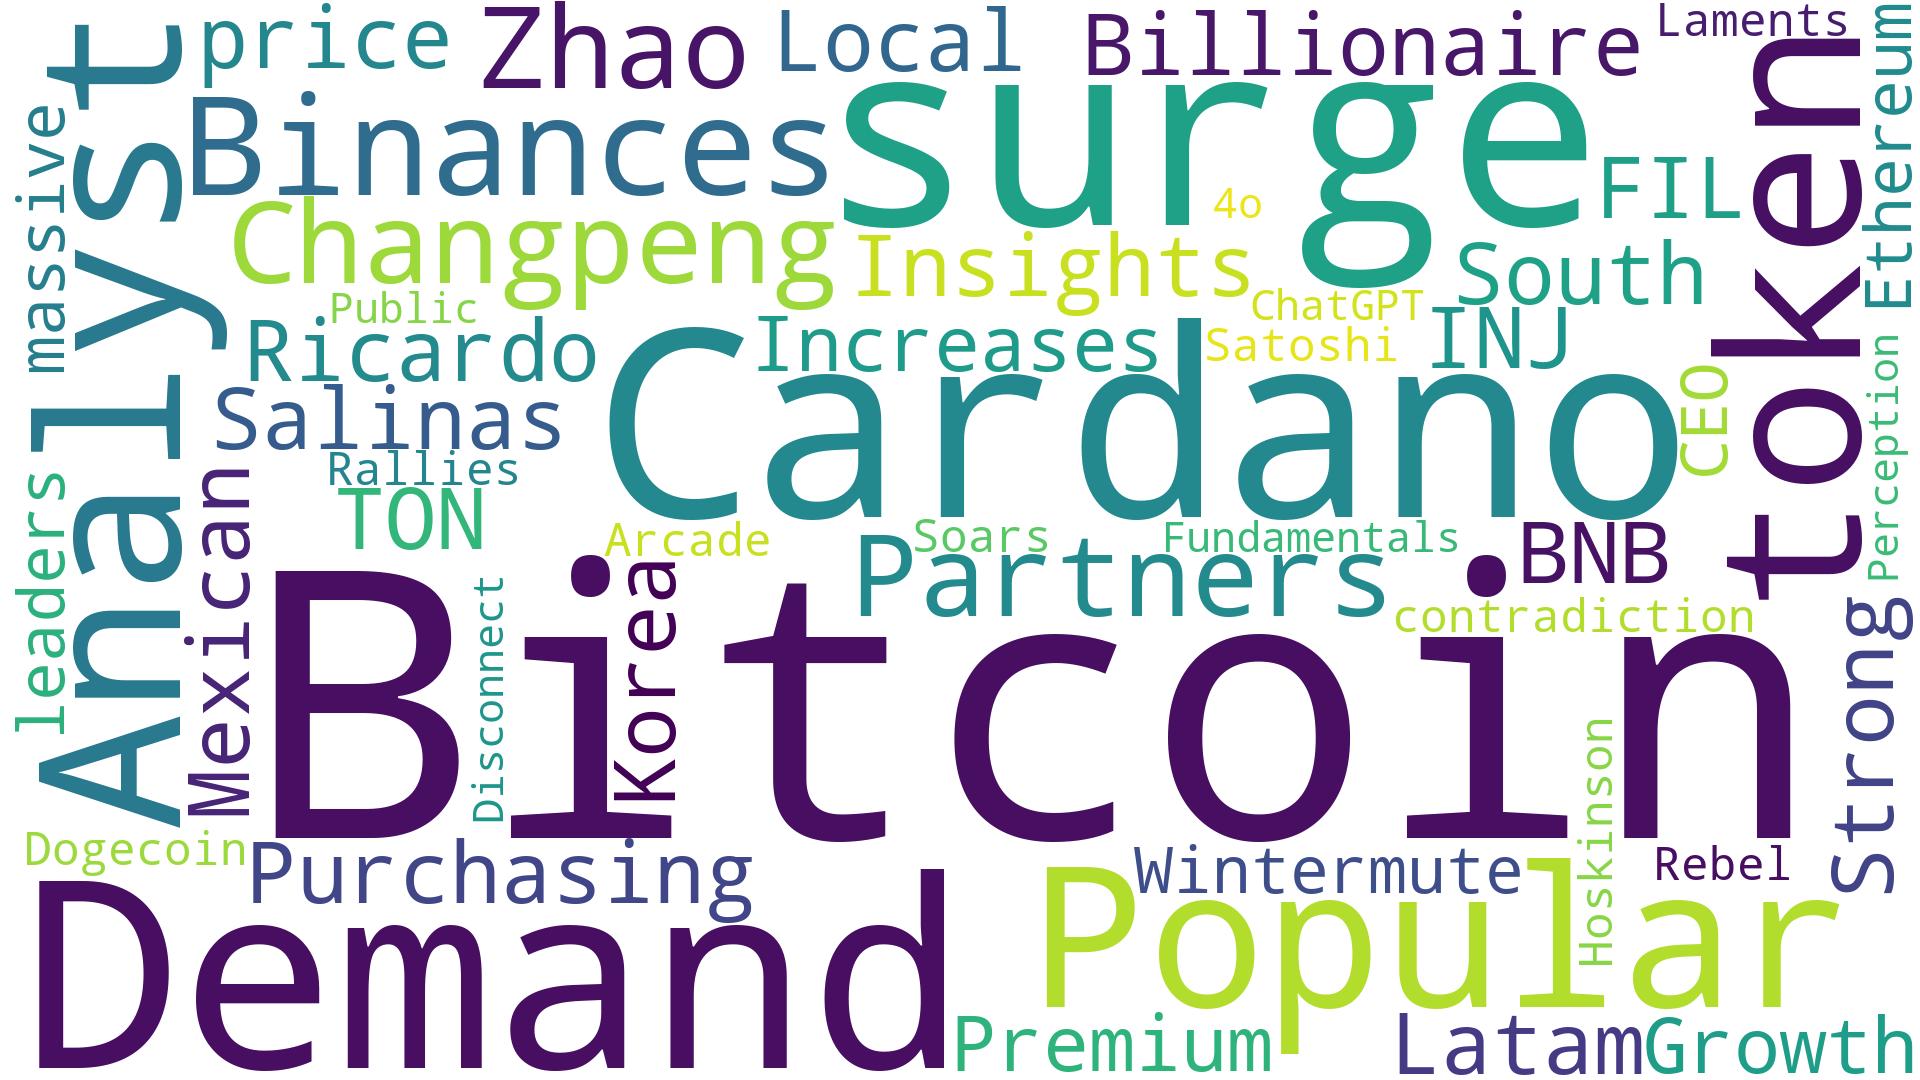 price
Zhao
Local
Billionaire
Laments
Analyst
massive
Binances
surge
token
Ethereum
4o
FIL
Changpeng
Insights
South
Public
ChatGPT
Ricardo
Increases
Satoshi
INJ
Cardano
CEO
Perception
Salinas
Rallies
leaders
Mexican
TON
Arcade
Soars
Fundamentals
BNB
Partners
Korea
Disconnect
Bitcoin
contradiction
Strong
Hoskinson
Dogecoin
Purchasing
Wintermute
Rebel
Demand
Popular
Premium
Latam
Growth